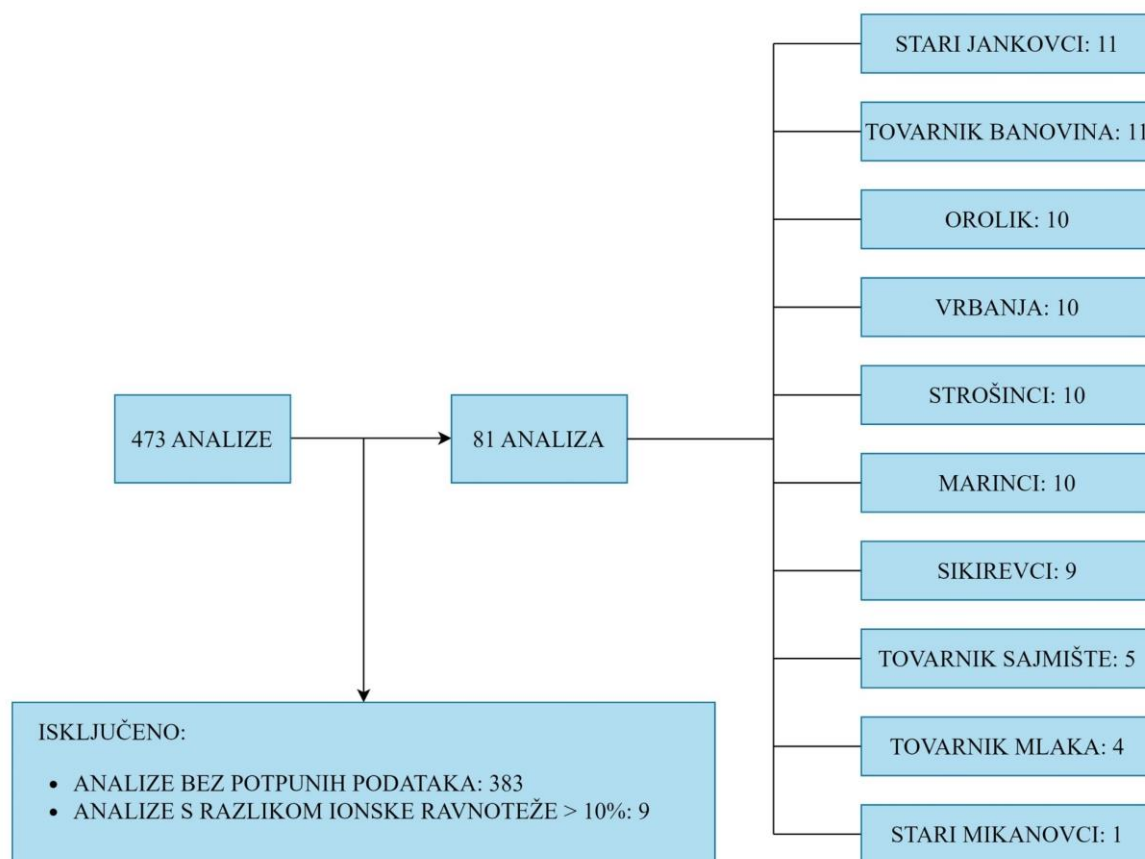 473 ANALIZE
81 ANALIZA
ISKLJUČENO:
• ANALIZE BEZ POTPUNIH PODATAKA: 383
• ANALIZE S RAZLIKOM IONSKE RAVNOTEŽE > 10%: 9
STARI JANKOVCI: 11
TOVARNIK BANOVINA: 11
OROLIK: 10
VRBANJA: 10
STROŠINCI: 10
MARINCI: 10
SIKIREVCI: 9
TOVARNIK SAJMIŠTE: 5
TOVARNIK MLAKA: 4
STARI MIKANOVCI: 1